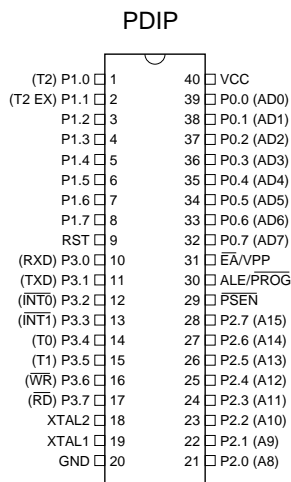 PDIP
(T2) P1.0 1 40 VCC
(T2 EX) P1.1 2 39 P0.0 (AD0)
P1.2 3 38 P0.1 (AD1)
P1.3 4 37 P0.2 (AD2)
P1.4 5 36 P0.3 (AD3)
P1.5 6 35 P0.4 (AD4)
P1.6 7 34 P0.5 (AD5)
P1.7 8 33 P0.6 (AD6)
RST 9 32 P0.7 (AD7)
(RXD) P3.0 10 31 E̅A̅/VPP
(TXD) P3.1 11 30 ALE/P̅R̅O̅G̅
(I̅N̅T̅0̅) P3.2 12 29 P̅S̅E̅N̅
(I̅N̅T̅1̅) P3.3 13 28 P2.7 (A15)
(T0) P3.4 14 27 P2.6 (A14)
(T1) P3.5 15 26 P2.5 (A13)
(W̅R̅) P3.6 16 25 P2.4 (A12)
(R̅D̅) P3.7 17 24 P2.3 (A11)
XTAL2 18 23 P2.2 (A10)
XTAL1 19 22 P2.1 (A9)
GND 20 21 P2.0 (A8)